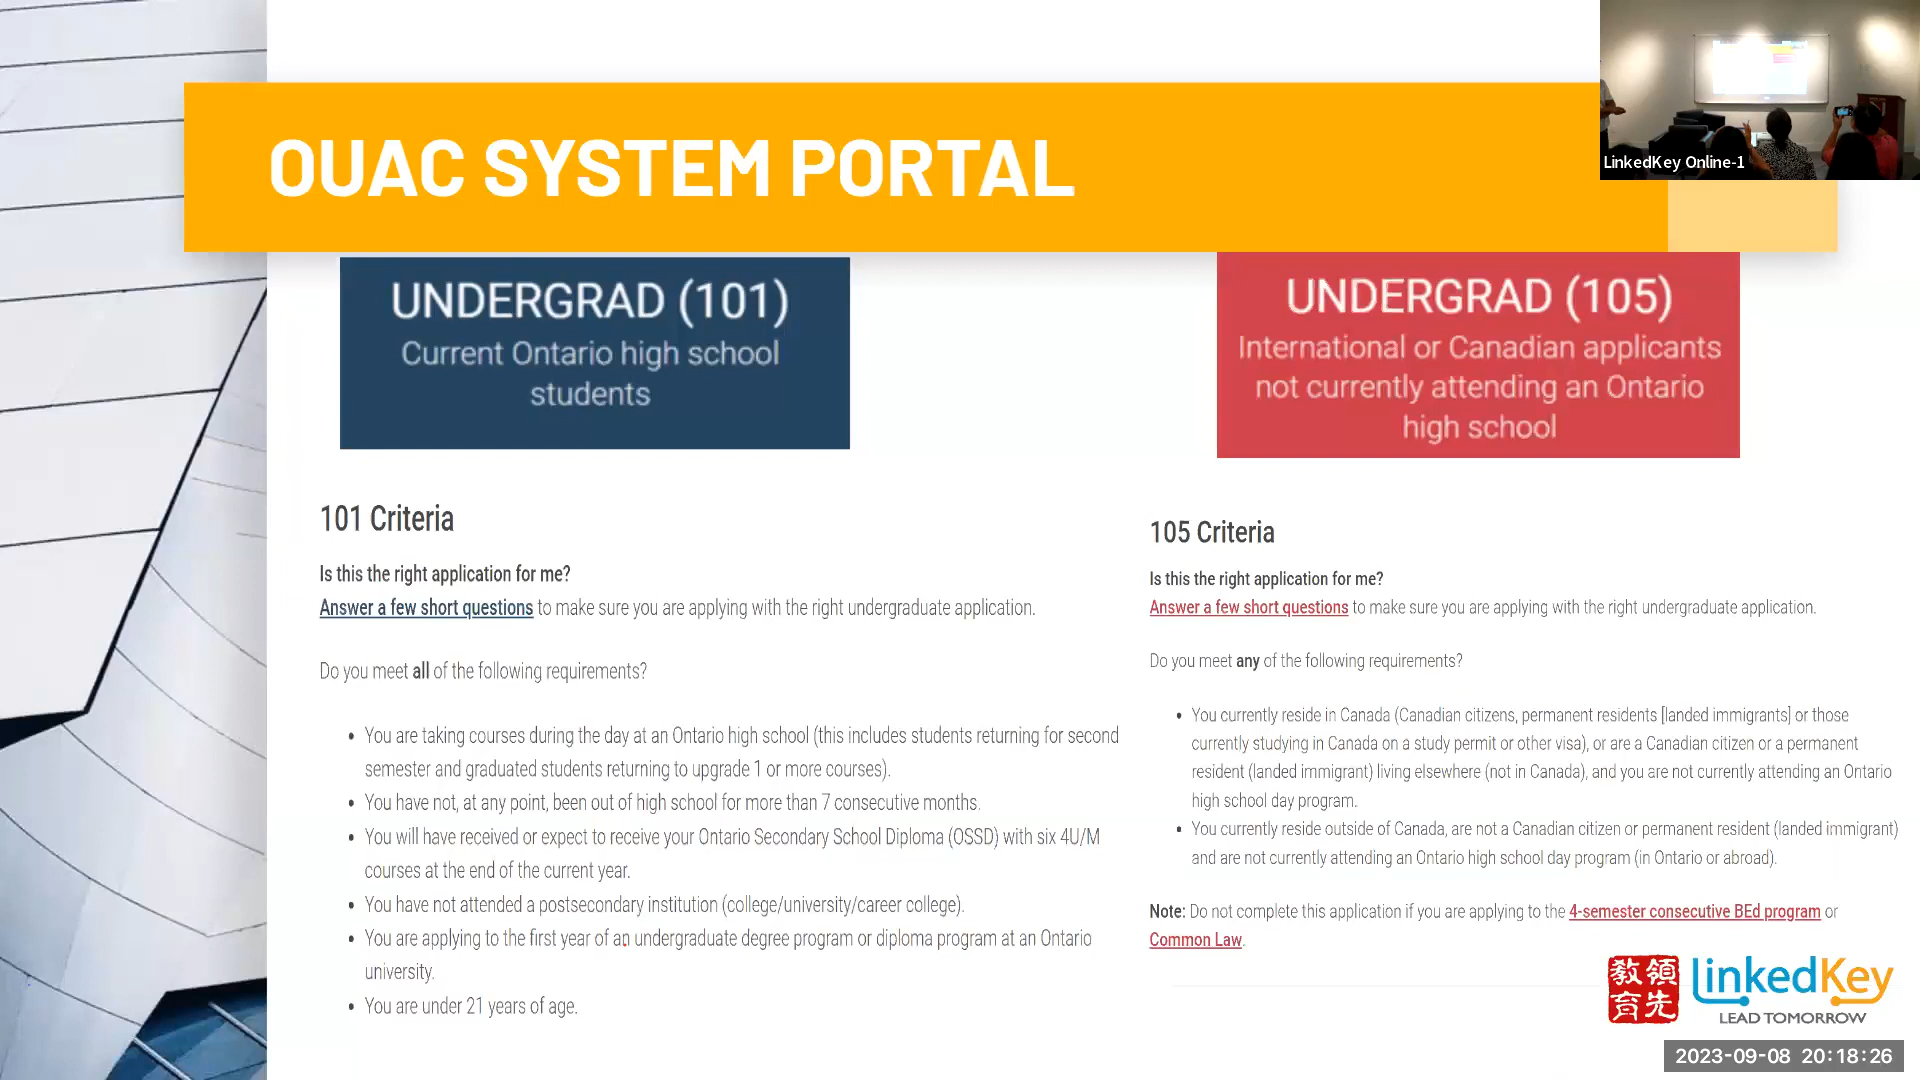 OUAC SYSTEM PORTAL
LinkedKey Online-1
UNDERGRAD (101)
Current Ontario high school
students
101 Criteria
Is this the right application for me?
Answer a few short questions to make sure you are applying with the right undergraduate application.
Do you meet all of the following requirements?
• You are taking courses during the day at an Ontario high school (this includes students returning for second
semester and graduated students returning to upgrade 1 or more courses).
• You have not, at any point, been out of high school for more than 7 consecutive months.
• You will have received or expect to receive your Ontario Secondary School Diploma (OSSD) with six 4U/M
courses at the end of the current year.
• You have not attended a postsecondary institution (college/university/career college).
• You are applying to the first year of an undergraduate degree program or diploma program at an Ontario
university.
• You are under 21 years of age.
UNDERGRAD (105)
International or Canadian applicants
not currently attending an Ontario
high school
105 Criteria
Is this the right application for me?
Answer a few short questions to make sure you are applying with the right undergraduate application.
Do you meet any of the following requirements?
• You currently reside in Canada (Canadian citizens, permanent residents [landed immigrants] or those
currently studying in Canada on a study permit or other visa), or are a Canadian citizen or a permanent
resident (landed immigrant) living elsewhere (not in Canada), and you are not currently attending an Ontario
high school day program.
• You currently reside outside of Canada, are not a Canadian citizen or permanent resident (landed immigrant)
and are not currently attending an Ontario high school day program (in Ontario or abroad).
Note: Do not complete this application if you are applying to the 4-semester consecutive BEd program or
Common Law.
教領
育先
LinkedKey
LEAD TOMORROW
2023-09-08 20:18:26